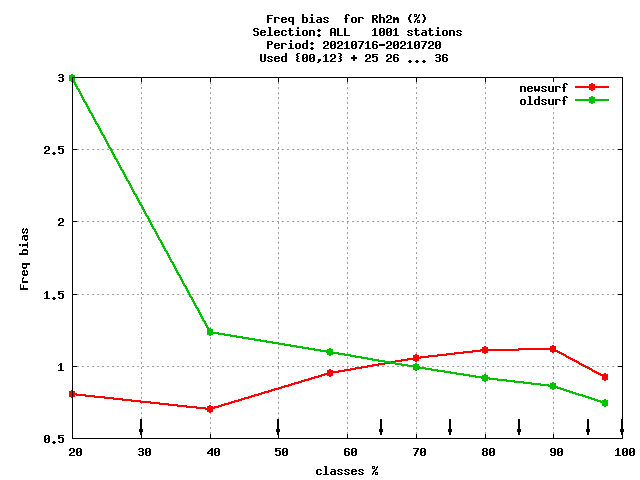 Freq bias  for Rh2m (%)
Selection: ALL   1001 stations
Period: 20210716-20210720
Used {00,12} + 25 26 ... 36
newsurf
oldsurf
3
2.5
2
1.5
1
0.5
Freq bias
20 30 40 50 60 70 80 90 100
classes %